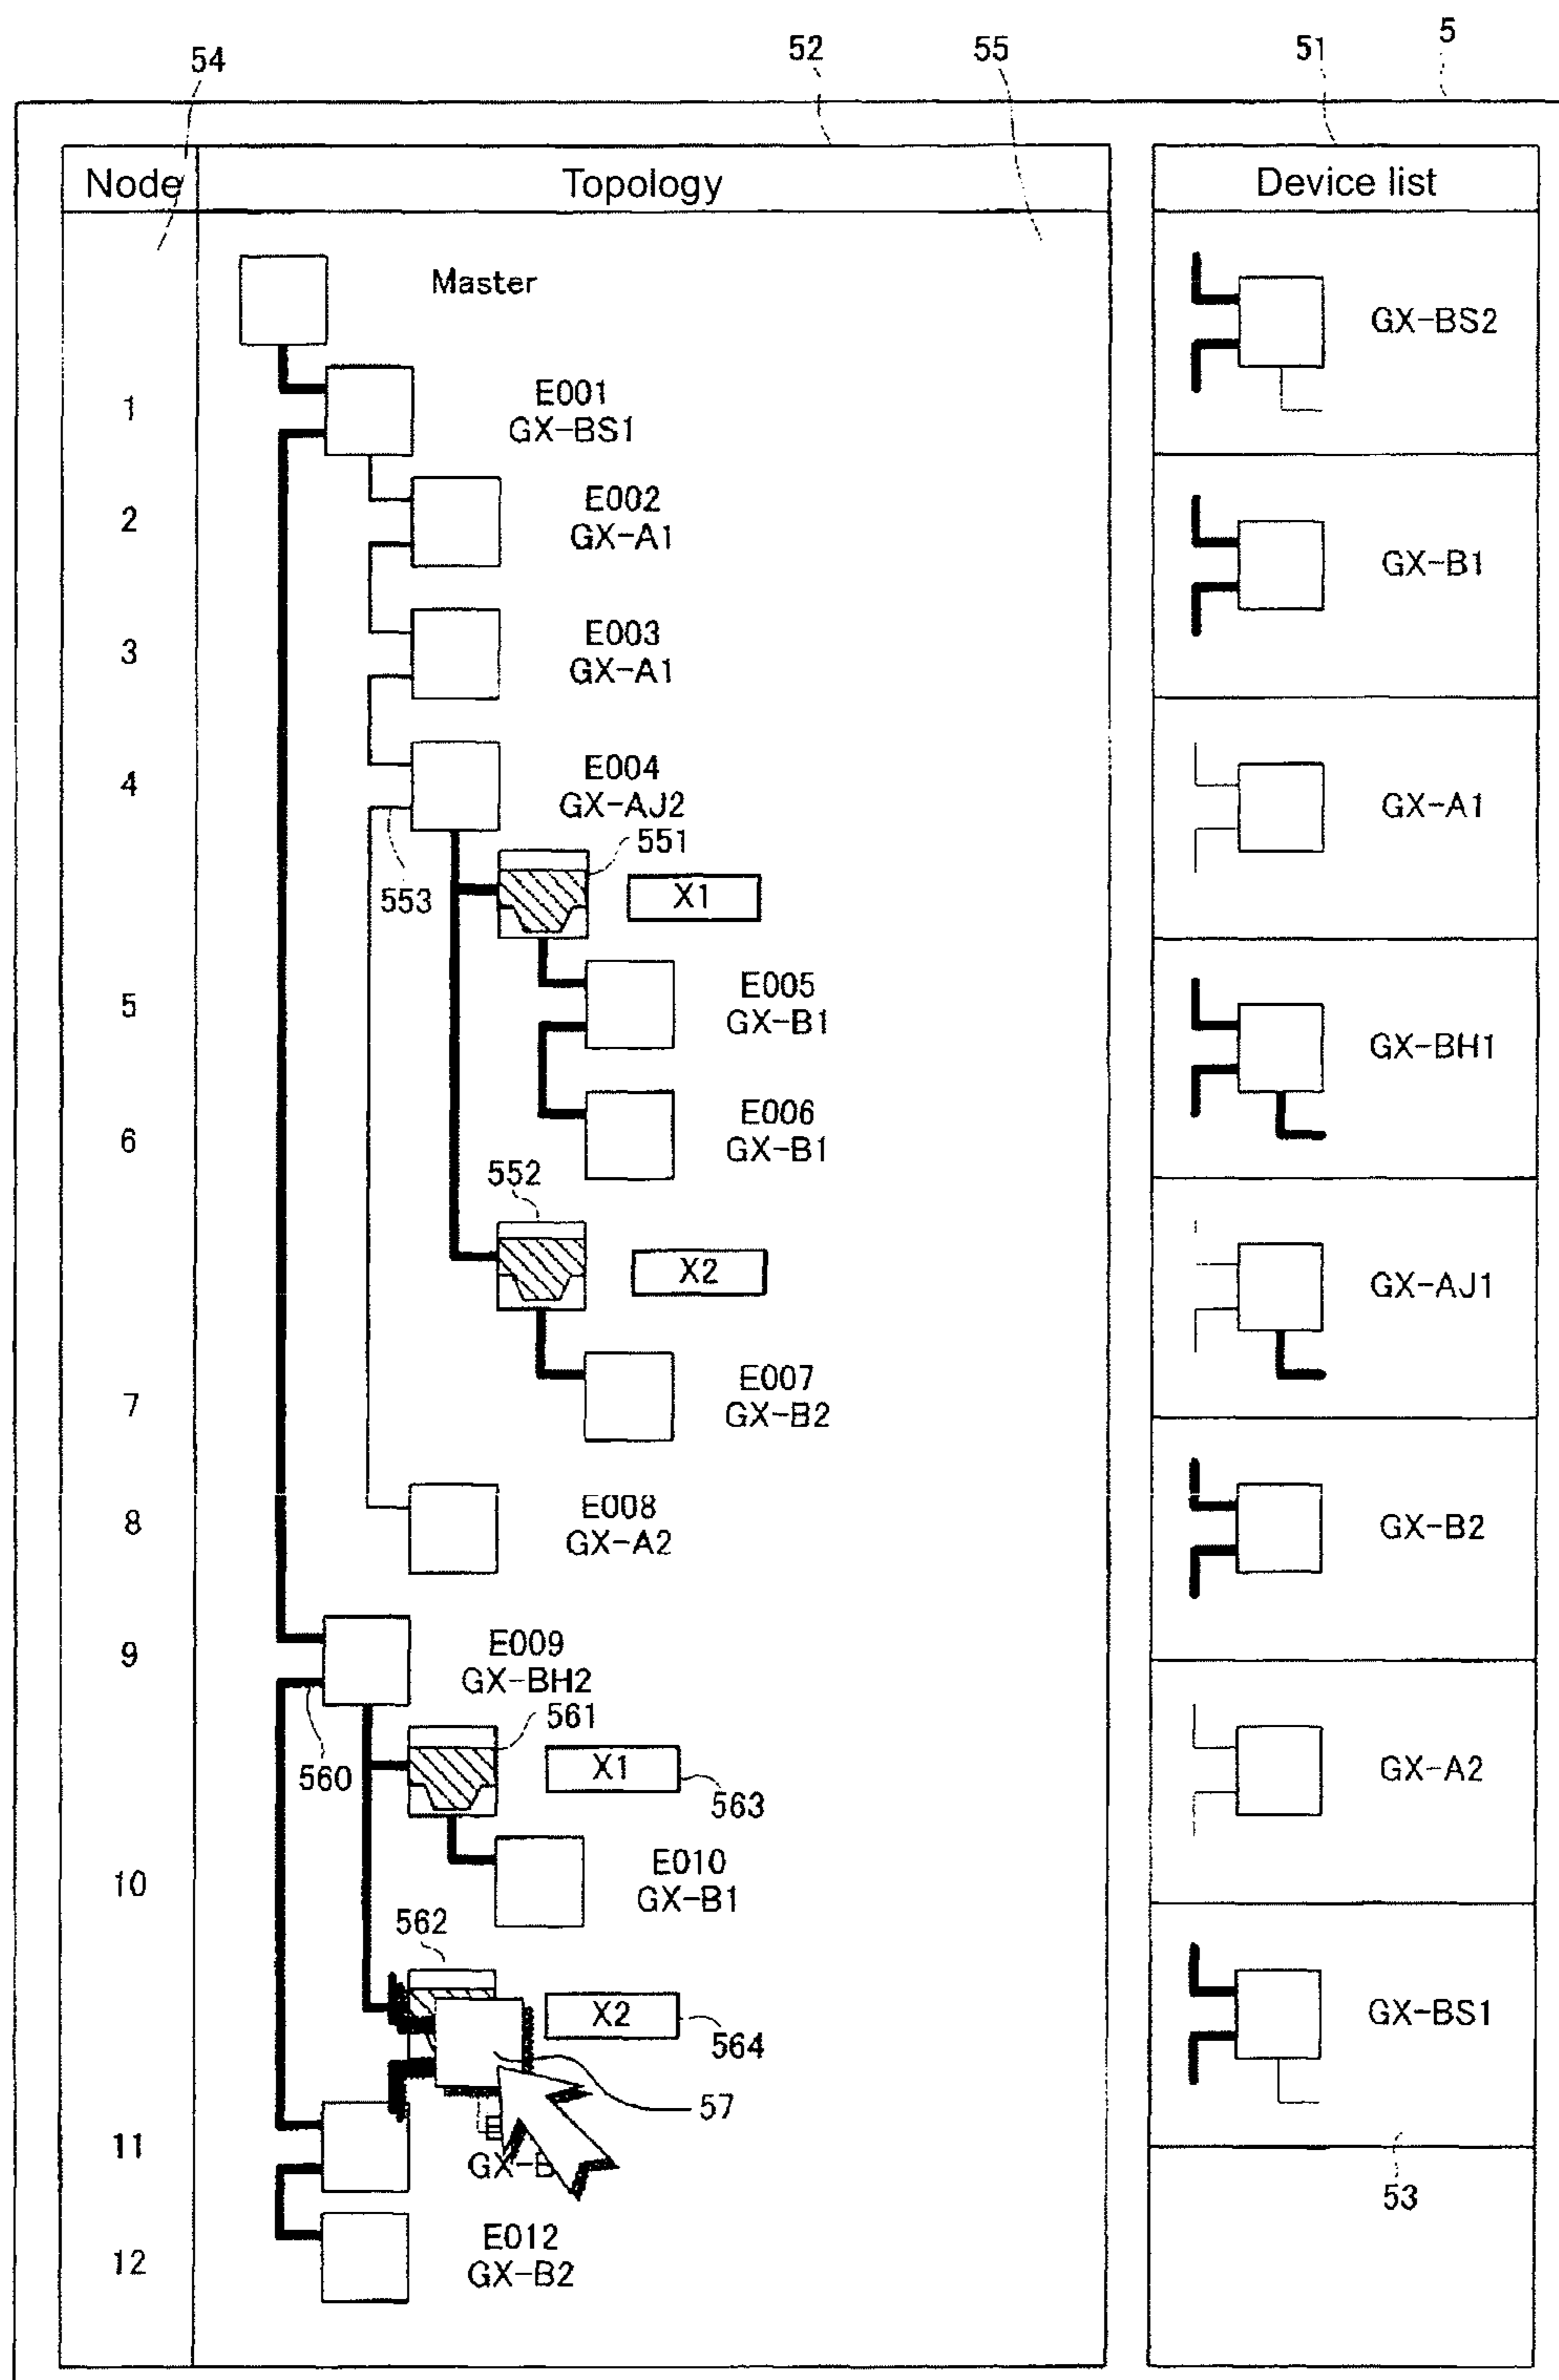 54
52
55
51
5
Node
Topology
Device list
Master
1
E001
GX-BS1
2
E002
GX-A1
3
E003
GX-A1
4
E004
GX-AJ2
551
553
X1
5
E005
GX-B1
6
E006
GX-B1
552
X2
7
E007
GX-B2
8
E008
GX-A2
9
E009
GX-BH2
561
560
X1
563
10
E010
GX-B1
562
X2
564
57
11
GX-B
12
E012
GX-B2
GX-BS2
GX-B1
GX-A1
GX-BH1
GX-AJ1
GX-B2
GX-A2
GX-BS1
53